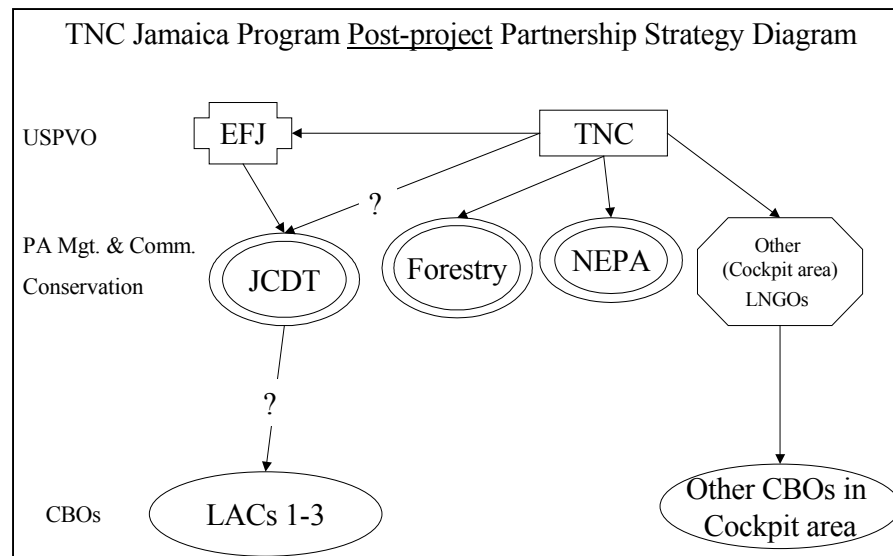 TNC Jamaica Program Post-project Partnership Strategy Diagram
USPVO
EFJ
TNC
?
PA Mgt. & Comm.
Conservation
JCDT
Forestry
NEPA
Other
(Cockpit area)
LNGOs
?
CBOs
LACs 1-3
Other CBOs in
Cockpit area